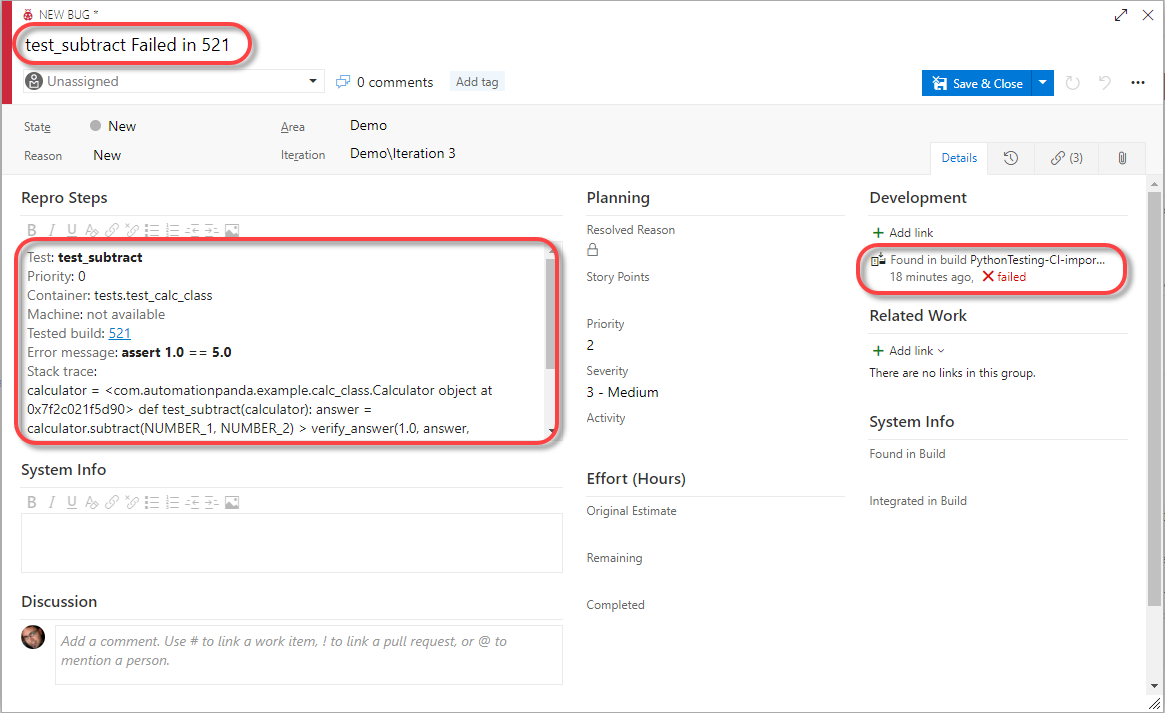 NEW BUG *
test_subtract Failed in 521
Unassigned
0 comments
Add tag
Save & Close
State
New
Area
Demo
Reason
New
Iteration
Demo\Iteration 3
Details
(3)
Repro Steps
B I U
Test: test_subtract
Priority: 0
Container: tests.test_calc_class
Machine: not available
Tested build: 521
Error message: assert 1.0 == 5.0
Stack trace:
calculator = <com.automationpanda.example.calc_class.Calculator object at
0x7f2c021f5d90> def test_subtract(calculator): answer =
calculator.subtract(NUMBER_1, NUMBER_2) > verify_answer(1.0, answer,
System Info
B I U
Discussion
Add a comment. Use # to link a work item, ! to link a pull request, or @ to
mention a person.
Planning
Resolved Reason
Story Points
Priority
2
Severity
3 - Medium
Activity
Effort (Hours)
Original Estimate
Remaining
Completed
Development
+ Add link
Found in build PythonTesting-CI-impor...
18 minutes ago, failed
Related Work
+ Add link
There are no links in this group.
System Info
Found in Build
Integrated in Build